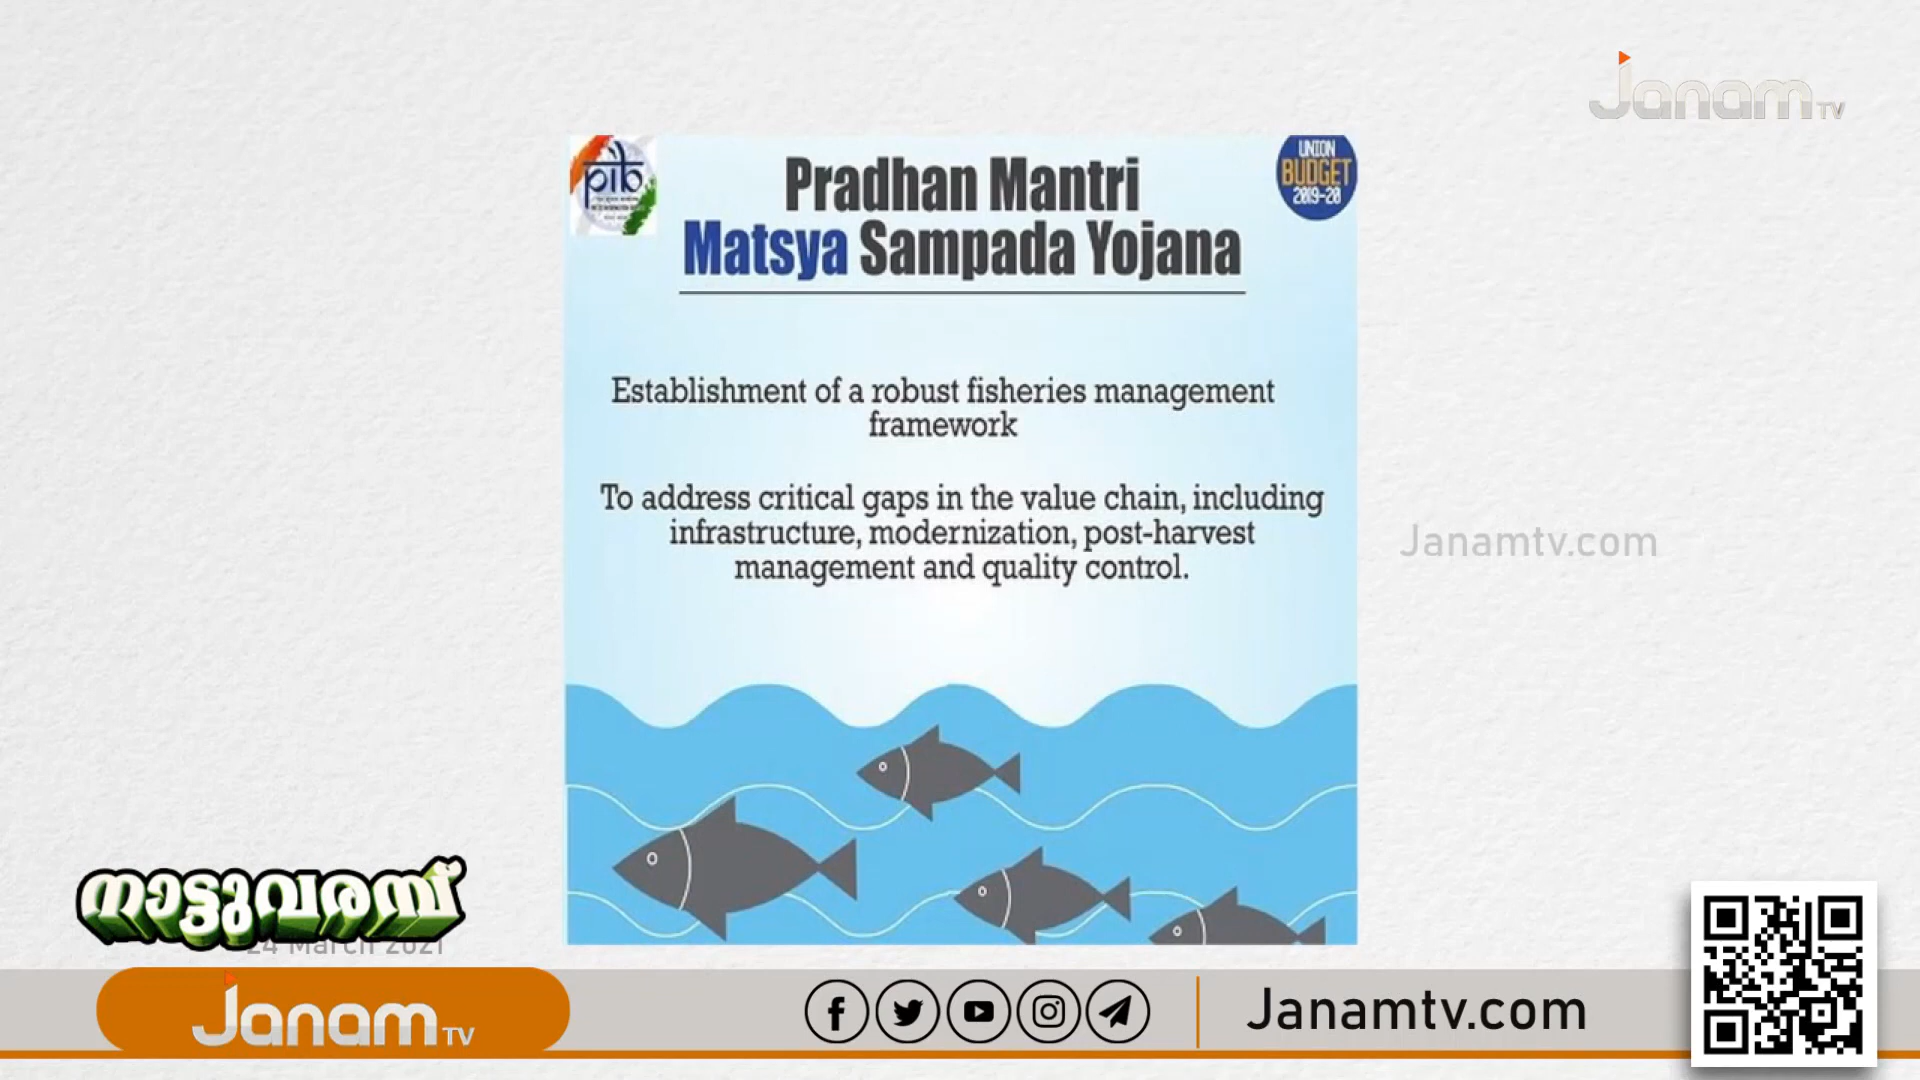 Janam TV
pib
UNION
BUDGET
2019-20
Pradhan Mantri
Matsya Sampada Yojana
Establishment of a robust fisheries management
framework
To address critical gaps in the value chain, including
infrastructure, modernization, post-harvest
management and quality control.
Janamtv.com
നാട്ടുവരമ്പ്
24 March 2021
Janam TV
Janamtv.com